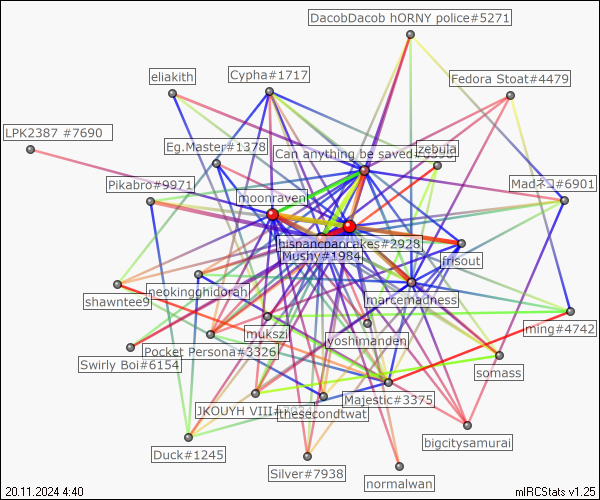 DacobDacob hORNY police#5271
eliakith
Cypha#1717
Fedora Stoat#4479
LPK2387 #7690
Eg.Master#1378
zebula
Can anything be saved
Pikabro#9971
Madネコ#6901
moonraven
hispancpancakes#2928
Mushy#1984
frisout
neokingghidorah
marcemadness
shawntee9
mukszi
yoshimanden
ming#4742
Pocket Persona#3326
Swirly Boi#6154
somass
Majestic#3375
JKOUYH VIII#
thesecondtwat
bigcitysamurai
Duck#1245
Silver#7938
normalwan
20.11.2024 4:40
mIRCStats v1.25